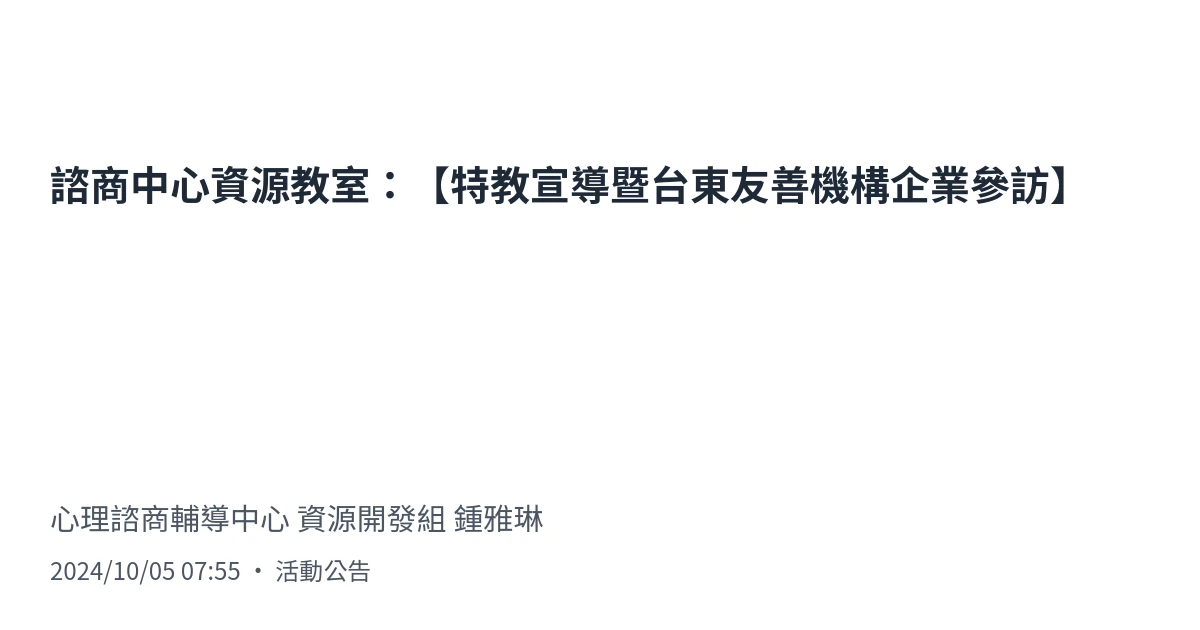 諮商中心資源教室：【特教宣導暨台東友善機構企業參訪】
心理諮商輔導中心 資源開發組 鍾雅琳
2024/10/05 07:55 • 活動公告